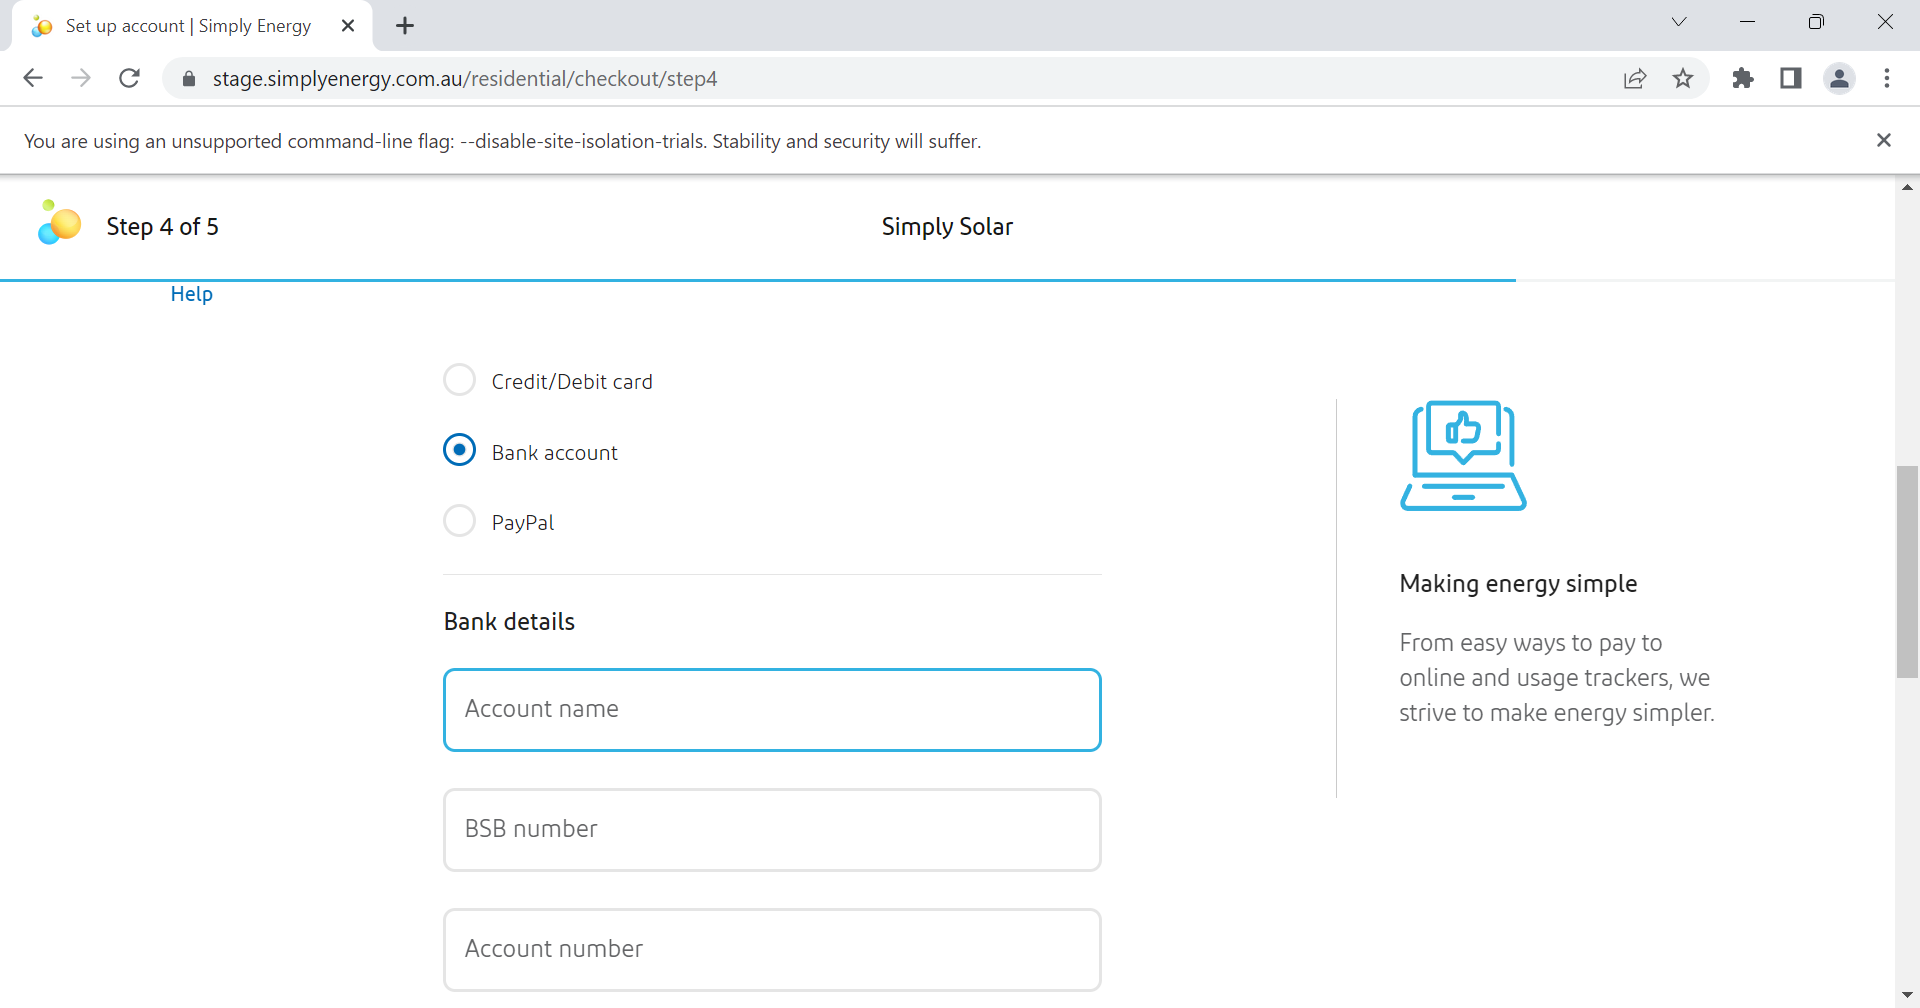 Set up account | Simply Energy
stage.simplyenergy.com.au/residential/checkout/step4
You are using an unsupported command-line flag: --disable-site-isolation-trials. Stability and security will suffer.
Step 4 of 5
Simply Solar
Help
Credit/Debit card
Bank account
PayPal
Bank details
Account name
BSB number
Account number
Making energy simple
From easy ways to pay to
online and usage trackers, we
strive to make energy simpler.